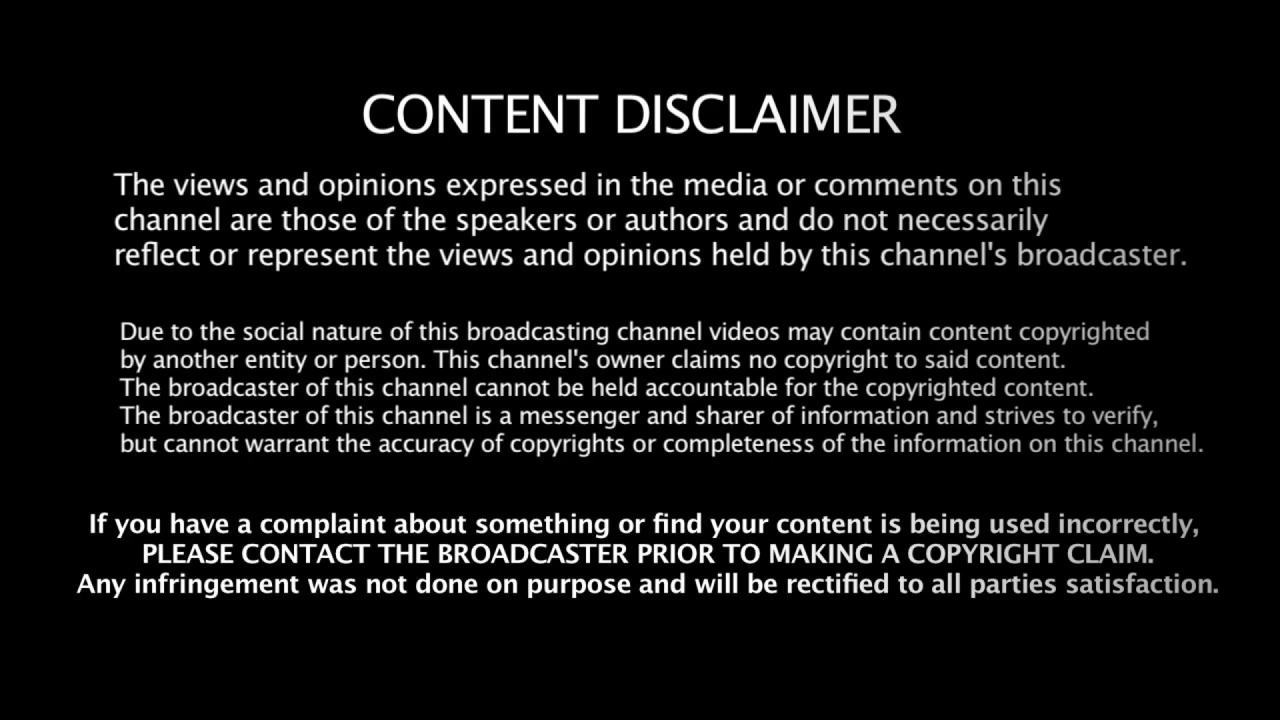 CONTENT DISCLAIMER
The views and opinions expressed in the media or comments on this
channel are those of the speakers or authors and do not necessarily
reflect or represent the views and opinions held by this channel's broadcaster.
Due to the social nature of this broadcasting channel videos may contain content copyrighted
by another entity or person. This channel's owner claims no copyright to said content.
The broadcaster of this channel cannot be held accountable for the copyrighted content.
The broadcaster of this channel is a messenger and sharer of information and strives to verify,
but cannot warrant the accuracy of copyrights or completeness of the information on this channel.
If you have a complaint about something or find your content is being used incorrectly,
PLEASE CONTACT THE BROADCASTER PRIOR TO MAKING A COPYRIGHT CLAIM.
Any infringement was not done on purpose and will be rectified to all parties satisfaction.